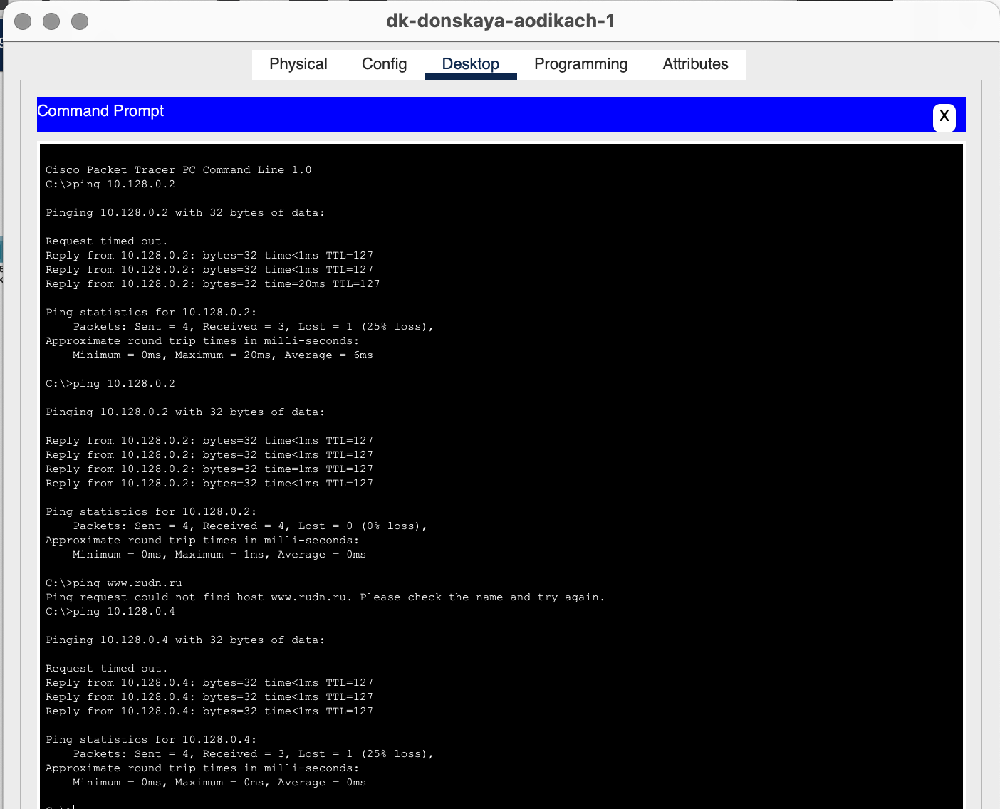 dk-donskaya-aodikach-1
Physical Config Desktop Programming Attributes
Command Prompt
X
Cisco Packet Tracer PC Command Line 1.0
C:\>ping 10.128.0.2
Pinging 10.128.0.2 with 32 bytes of data:
Request timed out.
Reply from 10.128.0.2: bytes=32 time<1ms TTL=127
Reply from 10.128.0.2: bytes=32 time<1ms TTL=127
Reply from 10.128.0.2: bytes=32 time=20ms TTL=127
Ping statistics for 10.128.0.2:
Packets: Sent = 4, Received = 3, Lost = 1 (25% loss),
Approximate round trip times in milli-seconds:
Minimum = 0ms, Maximum = 20ms, Average = 6ms
C:\>ping 10.128.0.2
Pinging 10.128.0.2 with 32 bytes of data:
Reply from 10.128.0.2: bytes=32 time<1ms TTL=127
Reply from 10.128.0.2: bytes=32 time<1ms TTL=127
Reply from 10.128.0.2: bytes=32 time=1ms TTL=127
Reply from 10.128.0.2: bytes=32 time<1ms TTL=127
Ping statistics for 10.128.0.2:
Packets: Sent = 4, Received = 4, Lost = 0 (0% loss),
Approximate round trip times in milli-seconds:
Minimum = 0ms, Maximum = 1ms, Average = 0ms
C:\>ping www.rudn.ru
Ping request could not find host www.rudn.ru. Please check the name and try again.
C:\>ping 10.128.0.4
Pinging 10.128.0.4 with 32 bytes of data:
Request timed out.
Reply from 10.128.0.4: bytes=32 time<1ms TTL=127
Reply from 10.128.0.4: bytes=32 time<1ms TTL=127
Reply from 10.128.0.4: bytes=32 time<1ms TTL=127
Ping statistics for 10.128.0.4:
Packets: Sent = 4, Received = 3, Lost = 1 (25% loss),
Approximate round trip times in milli-seconds:
Minimum = 0ms, Maximum = 0ms, Average = 0ms